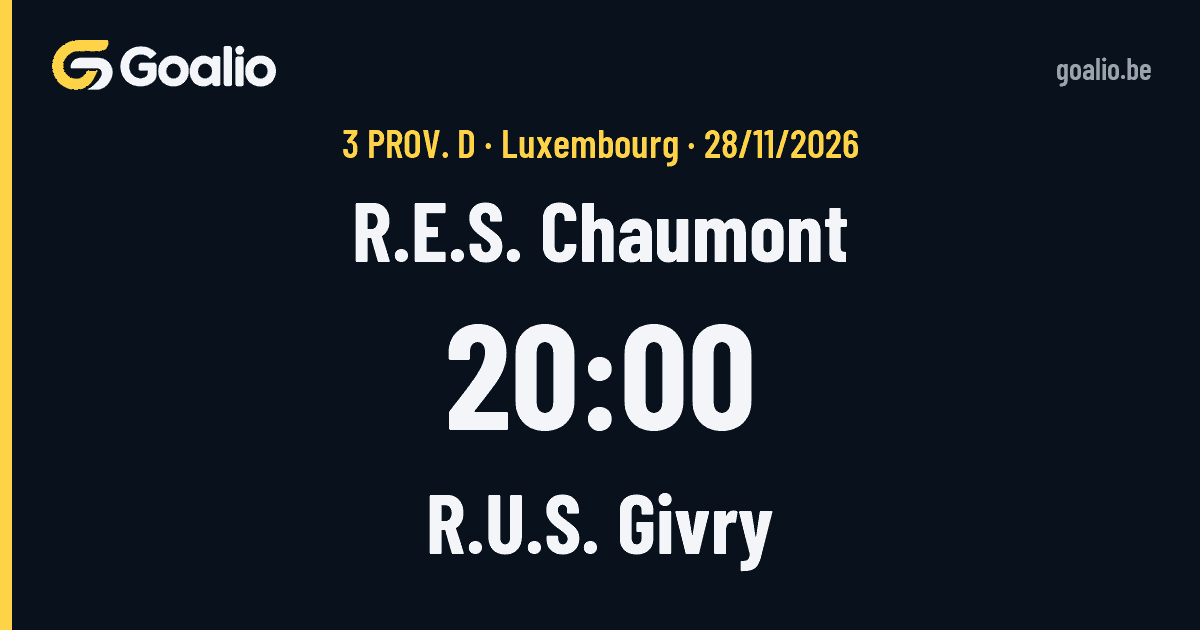 Goalio
goalio.be
3 PROV. D · Luxembourg · 28/11/2026
R.E.S. Chaumont
20:00
R.U.S. Givry